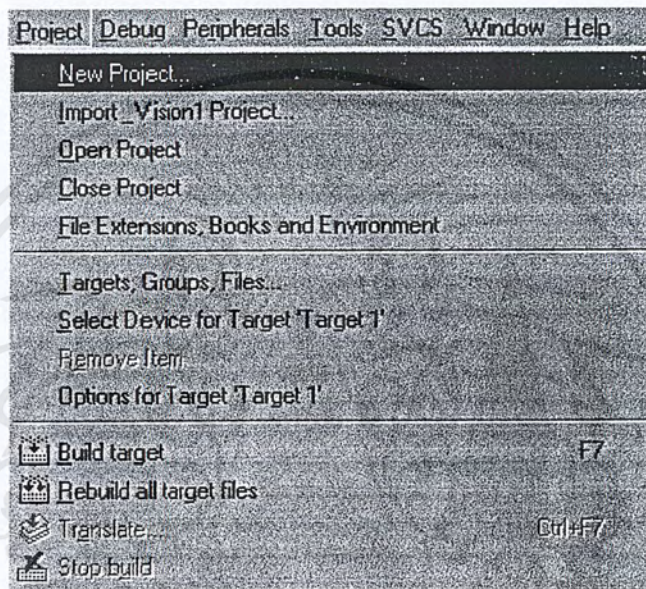 Project Debug Peripherals Tools SVCS Window Help
New Project...
Import _Vision1 Project...
Open Project
Close Project
File Extensions, Books and Environment
Targets, Groups, Files...
Select Device for Target 'Target 1'
Remove Item
Options for Target 'Target 1'
Build target F7
Rebuild all target files
Translate... Ctrl+F7
Stop build